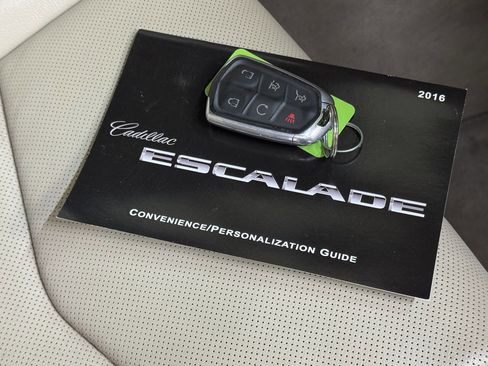 2016
Cadillac
ESCALADE
CONVENIENCE/PERSONALIZATION GUIDE